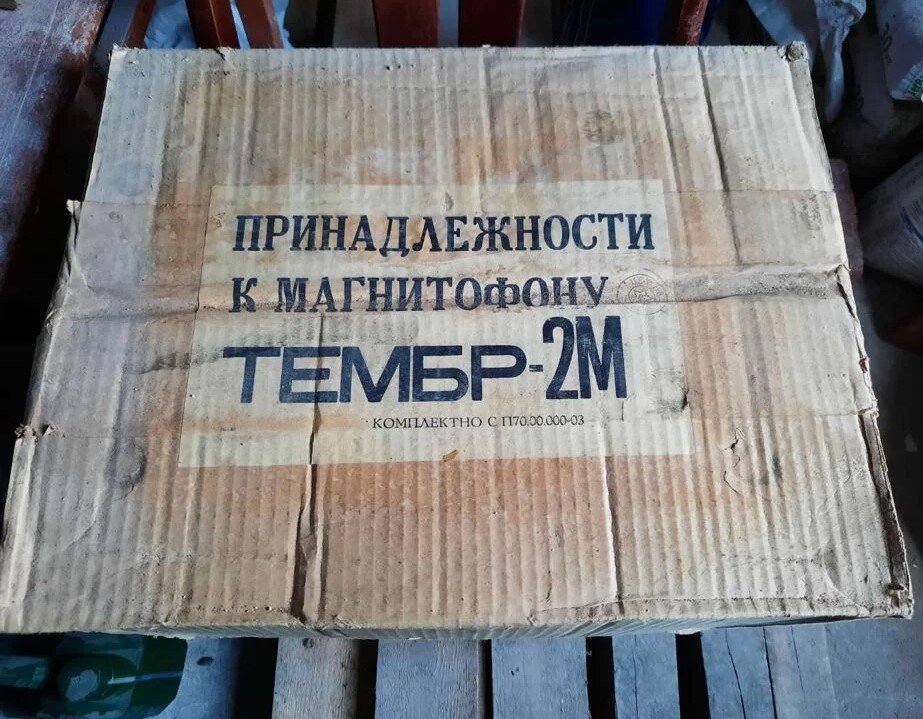 ПРИНАДЛЕЖНОСТИ
К МАГНИТОФОНУ
ТЕМБР-2М
КОМПЛЕКТНО С П70.00.000-03